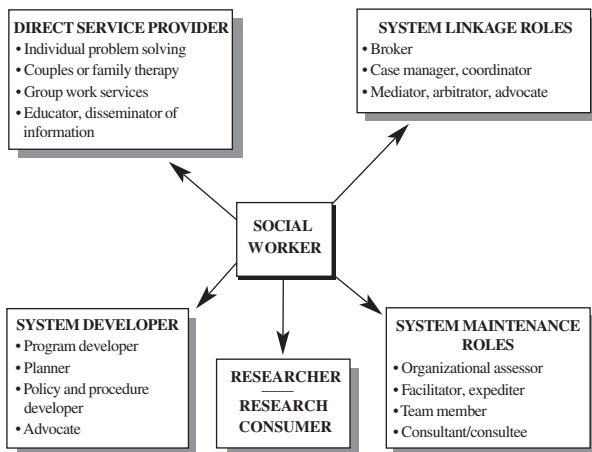 DIRECT SERVICE PROVIDER
• Individual problem solving
• Couples or family therapy
• Group work services
• Educator, disseminator of
information
SYSTEM LINKAGE ROLES
• Broker
• Case manager, coordinator
• Mediator, arbitrator, advocate
SOCIAL
WORKER
SYSTEM DEVELOPER
• Program developer
• Planner
• Policy and procedure
developer
• Advocate
RESEARCHER
RESEARCH
CONSUMER
SYSTEM MAINTENANCE
ROLES
• Organizational assessor
• Facilitator, expediter
• Team member
• Consultant/consultee